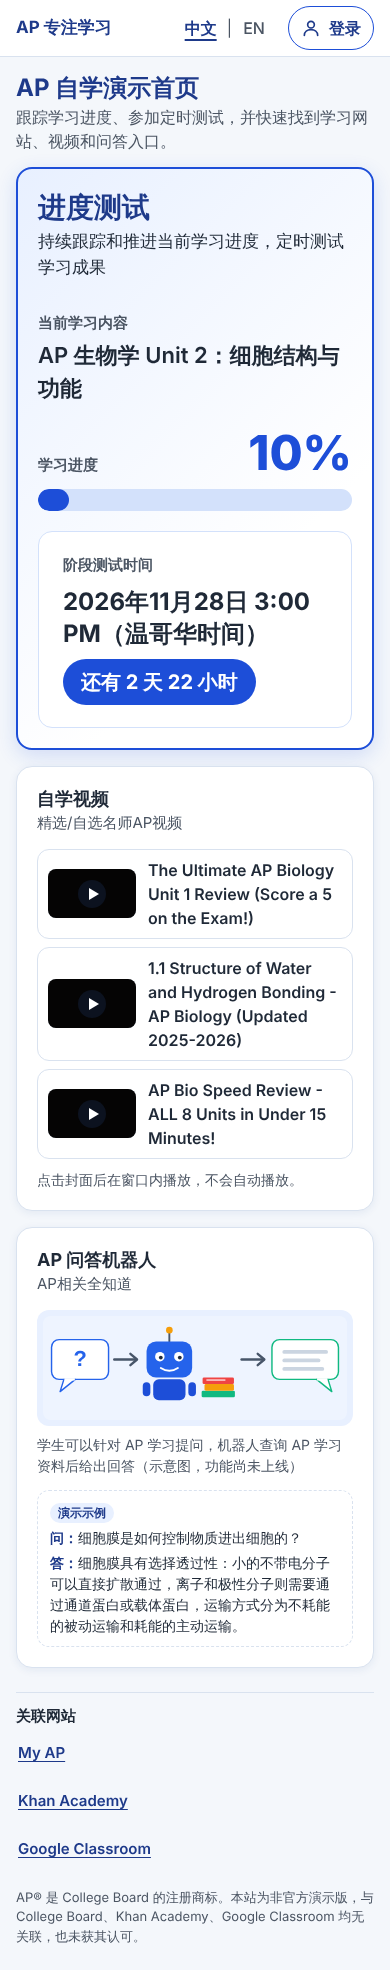 AP 专注学习
中文 | EN
登录
AP 自学演示首页
跟踪学习进度、参加定时测试，并快速找到学习网
站、视频和问答入口。
进度测试
持续跟踪和推进当前学习进度，定时测试
学习成果
当前学习内容
AP 生物学 Unit 2：细胞结构与
功能
学习进度
10%
阶段测试时间
2026年11月28日 3:00
PM（温哥华时间）
还有 2 天 22 小时
自学视频
精选/自选名师AP视频
The Ultimate AP Biology
Unit 1 Review (Score a 5
on the Exam!)
1.1 Structure of Water
and Hydrogen Bonding -
AP Biology (Updated
2025-2026)
AP Bio Speed Review -
ALL 8 Units in Under 15
Minutes!
点击封面后在窗口内播放，不会自动播放。
AP 问答机器人
AP相关全知道
?
学生可以针对 AP 学习提问，机器人查询 AP 学习
资料后给出回答（示意图，功能尚未上线）
演示示例
问：细胞膜是如何控制物质进出细胞的？
答：细胞膜具有选择透过性：小的不带电分子
可以直接扩散通过，离子和极性分子则需要通
过通道蛋白或载体蛋白，运输方式分为不耗能
的被动运输和耗能的主动运输。
关联网站
My AP
Khan Academy
Google Classroom
AP® 是 College Board 的注册商标。本站为非官方演示版，与
College Board、Khan Academy、Google Classroom 均无
关联，也未获其认可。